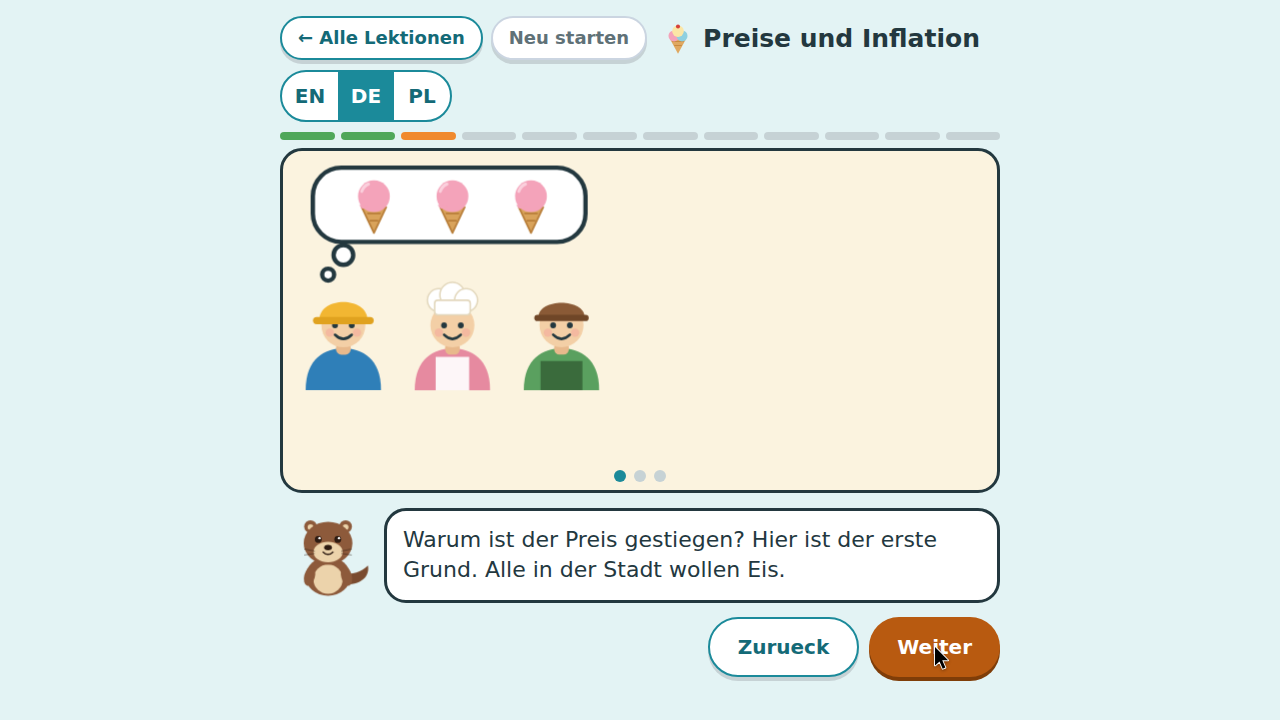 ← Alle Lektionen
Neu starten
Preise und Inflation
EN DE PL
Warum ist der Preis gestiegen? Hier ist der erste
Grund. Alle in der Stadt wollen Eis.
Zurueck
Weiter